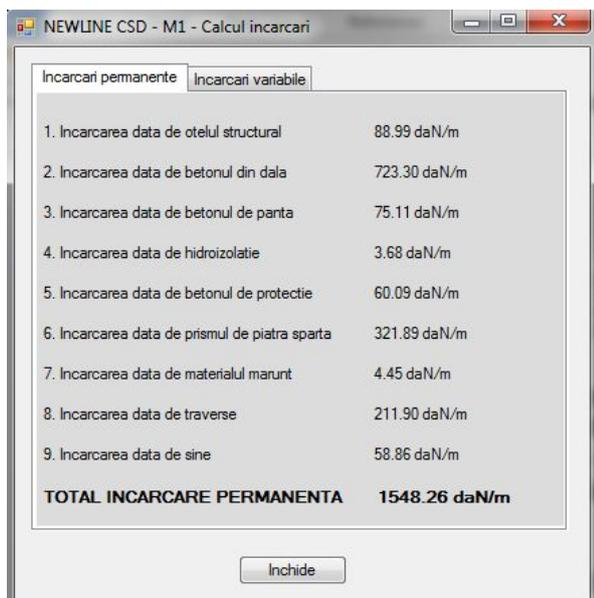 NEWLINE CSD - M1 - Calcul incarcari
Incarcari permanente Incarcari variabile
1. Incarcarea data de otelul structural 88.99 daN/m
2. Incarcarea data de betonul din dala 723.30 daN/m
3. Incarcarea data de betonul de panta 75.11 daN/m
4. Incarcarea data de hidroizolatie 3.68 daN/m
5. Incarcarea data de betonul de protectie 60.09 daN/m
6. Incarcarea data de prismul de piatra sparta 321.89 daN/m
7. Incarcarea data de materialul marunt 4.45 daN/m
8. Incarcarea data de traverse 211.90 daN/m
9. Incarcarea data de sine 58.86 daN/m
TOTAL INCARCARE PERMANENTA 1548.26 daN/m
Inchide